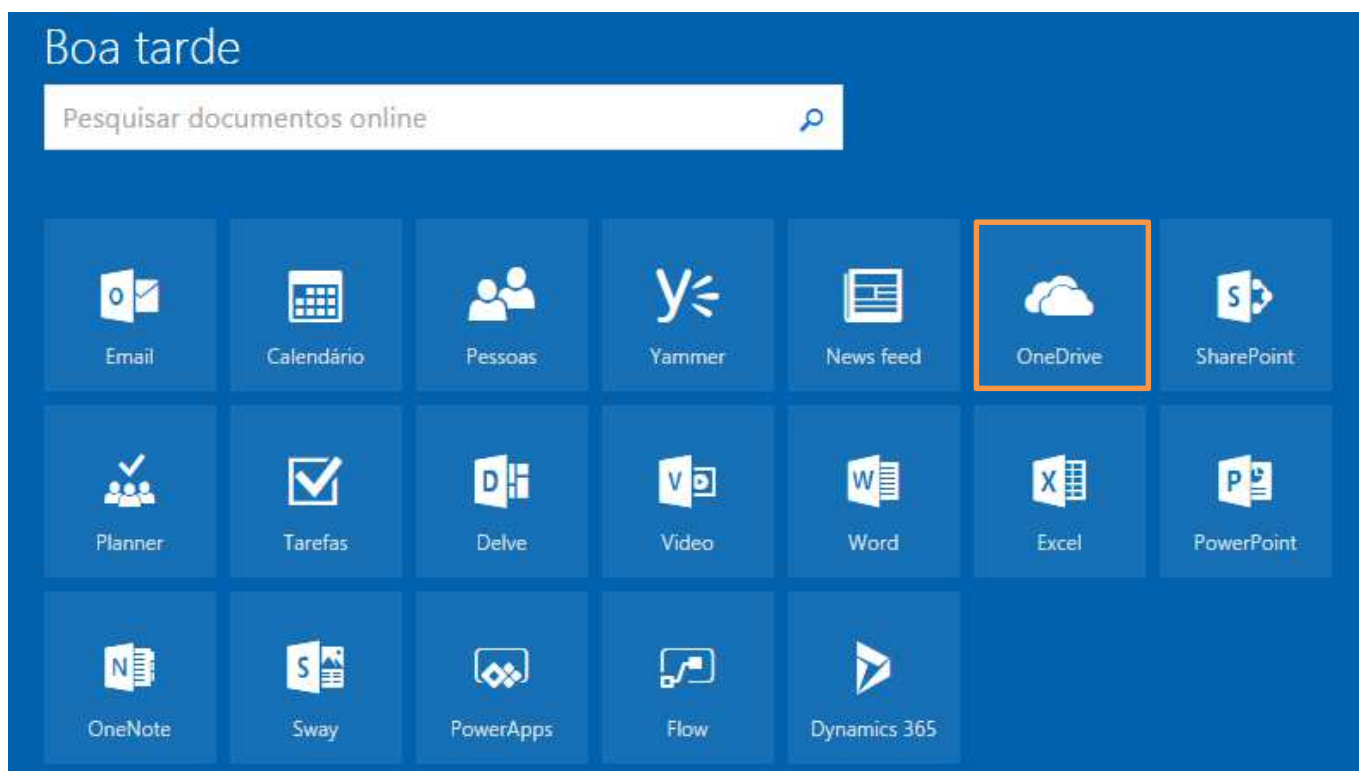 Boa tarde
Pesquisar documentos online
Email Calendário Pessoas Yammer News feed OneDrive SharePoint
Planner Tarefas Delve Video Word Excel PowerPoint
OneNote Sway PowerApps Flow Dynamics 365